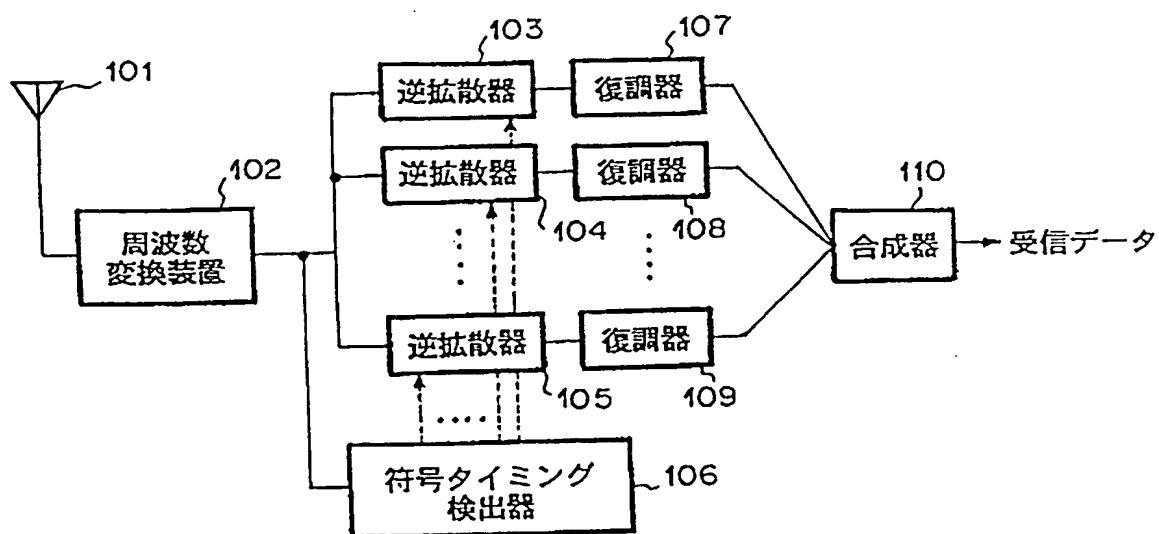 101
102
周波数
変換装置
103
逆拡散器
107
復調器
逆拡散器
104
復調器
108
110
合成器
受信データ
逆拡散器
105
復調器
109
符号タイミング
検出器
106